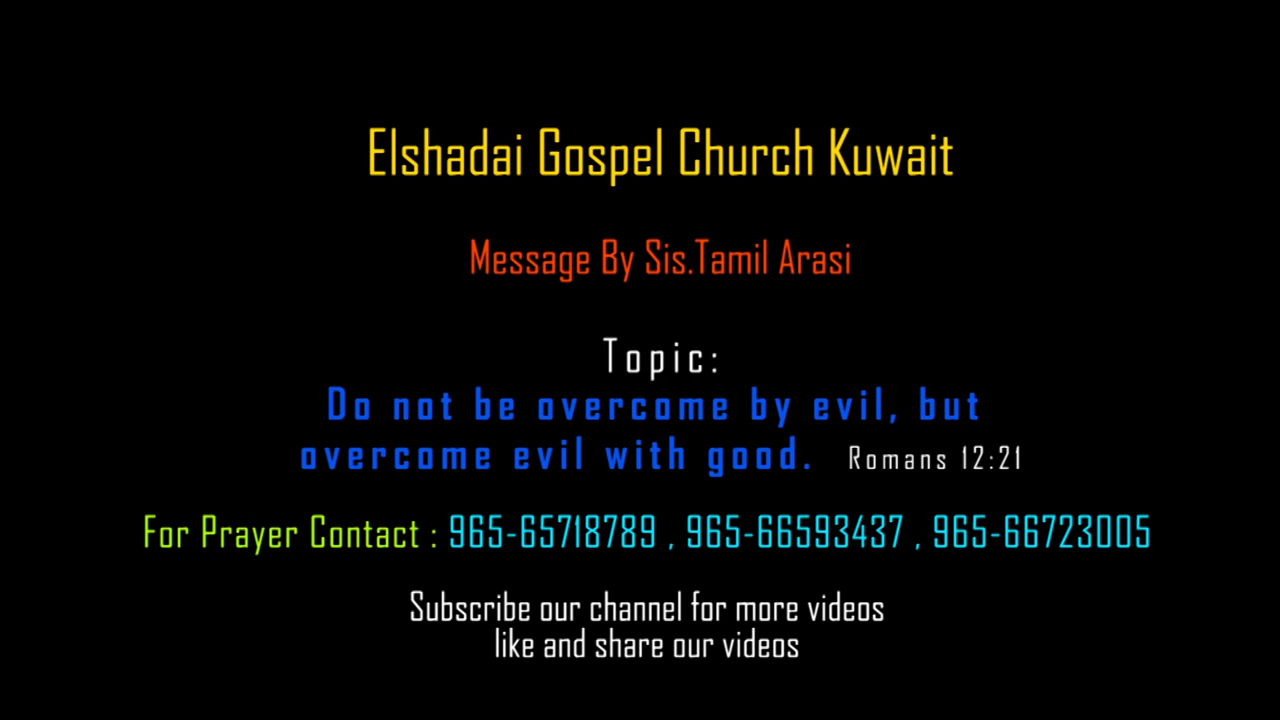 Elshadai Gospel Church Kuwait
Message By Sis.Tamil Arasi
Topic:
Do not be overcome by evil, but
overcome evil with good. Romans 12:21
For Prayer Contact : 965-65718789 , 965-66593437 , 965-66723005
Subscribe our channel for more videos
like and share our videos